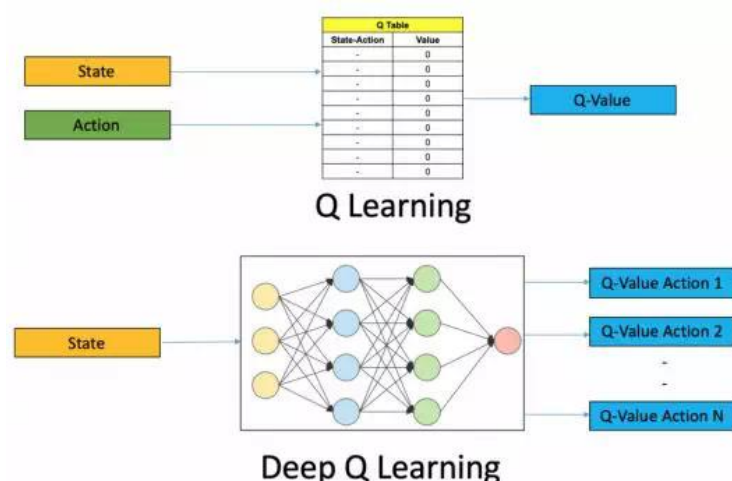 Q Table
State-Action Value
- 0
- 0
- 0
- 0
- 0
- 0
- 0
- 0
- 0
State
Action
Q-Value
Q Learning
State
Q-Value Action 1
Q-Value Action 2
-
-
Q-Value Action N
Deep Q Learning